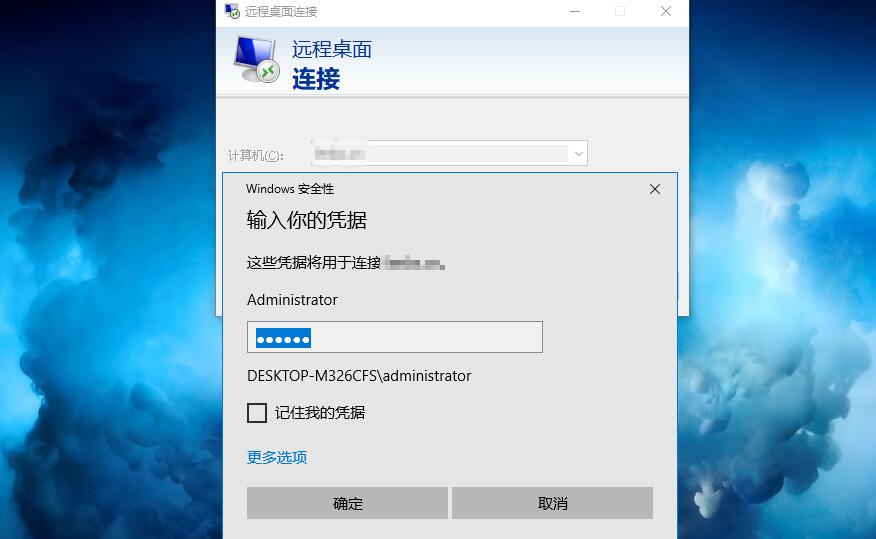 远程桌面连接
远程桌面
连接
计算机(C):
Windows 安全性
输入你的凭据
这些凭据将用于连接
Administrator
••••••
DESKTOP-M326CFS\administrator
记住我的凭据
更多选项
确定
取消